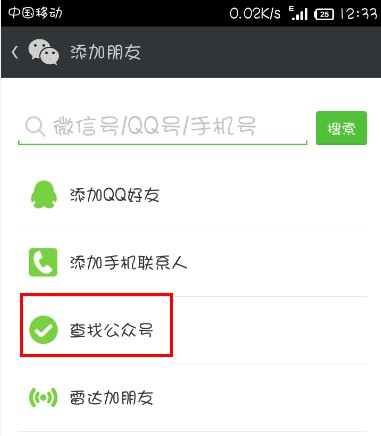 中国移动 0.02K/s E 25 12:33
添加朋友
微信号/QQ号/手机号 搜索
添加QQ好友
添加手机联系人
查找公众号
雷达加朋友